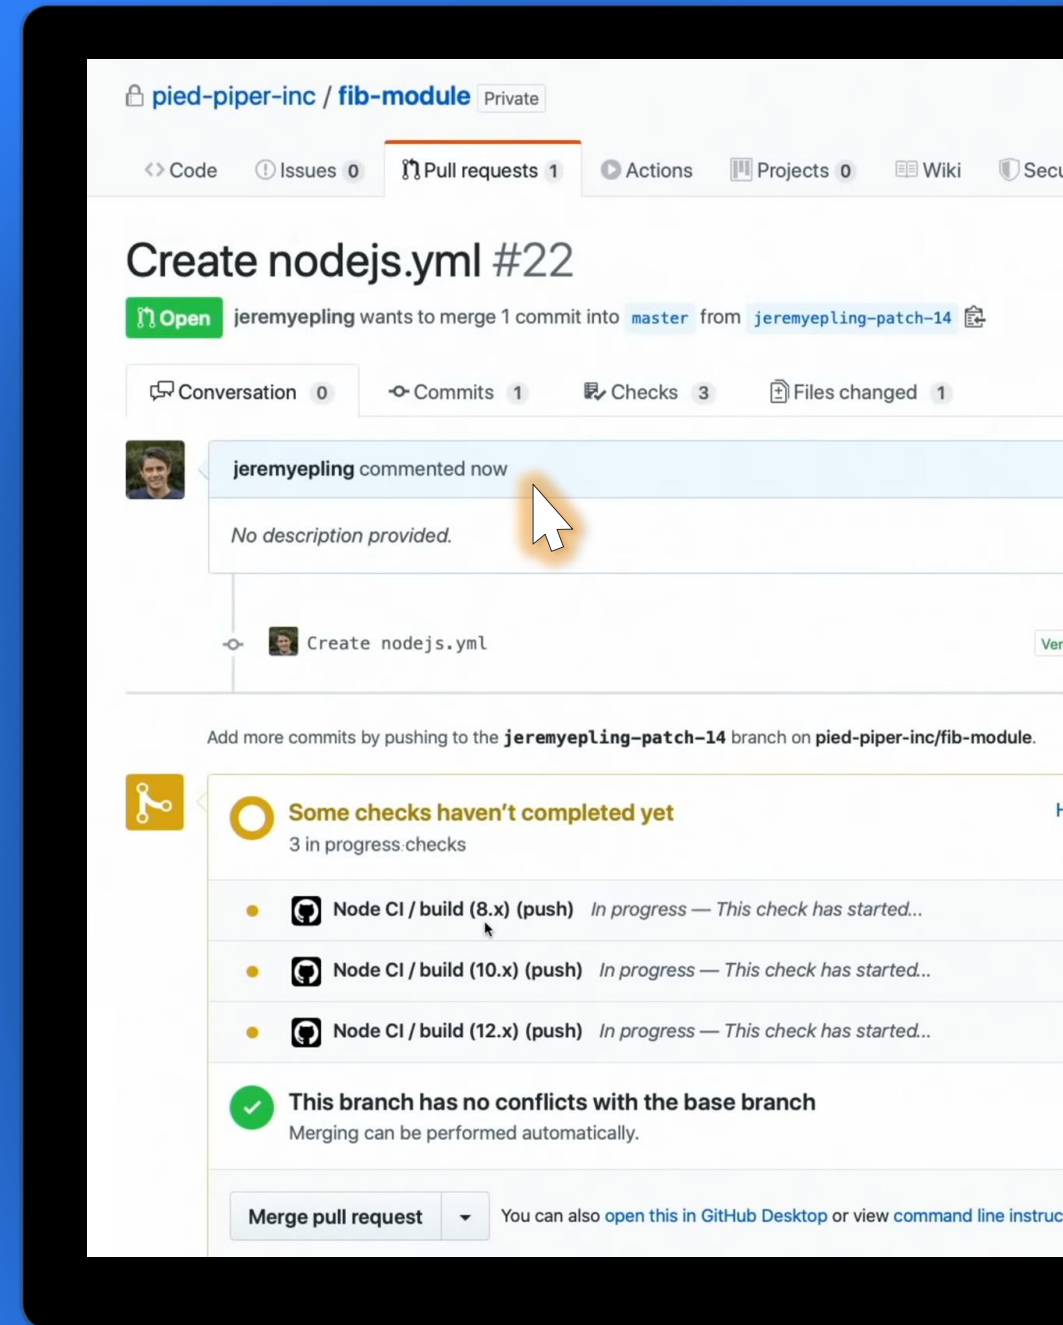 pied-piper-inc / fib-module Private
Code Issues 0 Pull requests 1 Actions Projects 0 Wiki Secu
Create nodejs.yml #22
Open jeremyepling wants to merge 1 commit into master from jeremyepling-patch-14
Conversation 0 Commits 1 Checks 3 Files changed 1
jeremyepling commented now
No description provided.
Create nodejs.yml Ver
Add more commits by pushing to the jeremyepling-patch-14 branch on pied-piper-inc/fib-module.
Some checks haven't completed yet H
3 in progress checks
Node CI / build (8.x) (push) In progress — This check has started...
Node CI / build (10.x) (push) In progress — This check has started...
Node CI / build (12.x) (push) In progress — This check has started...
This branch has no conflicts with the base branch
Merging can be performed automatically.
Merge pull request You can also open this in GitHub Desktop or view command line instruc